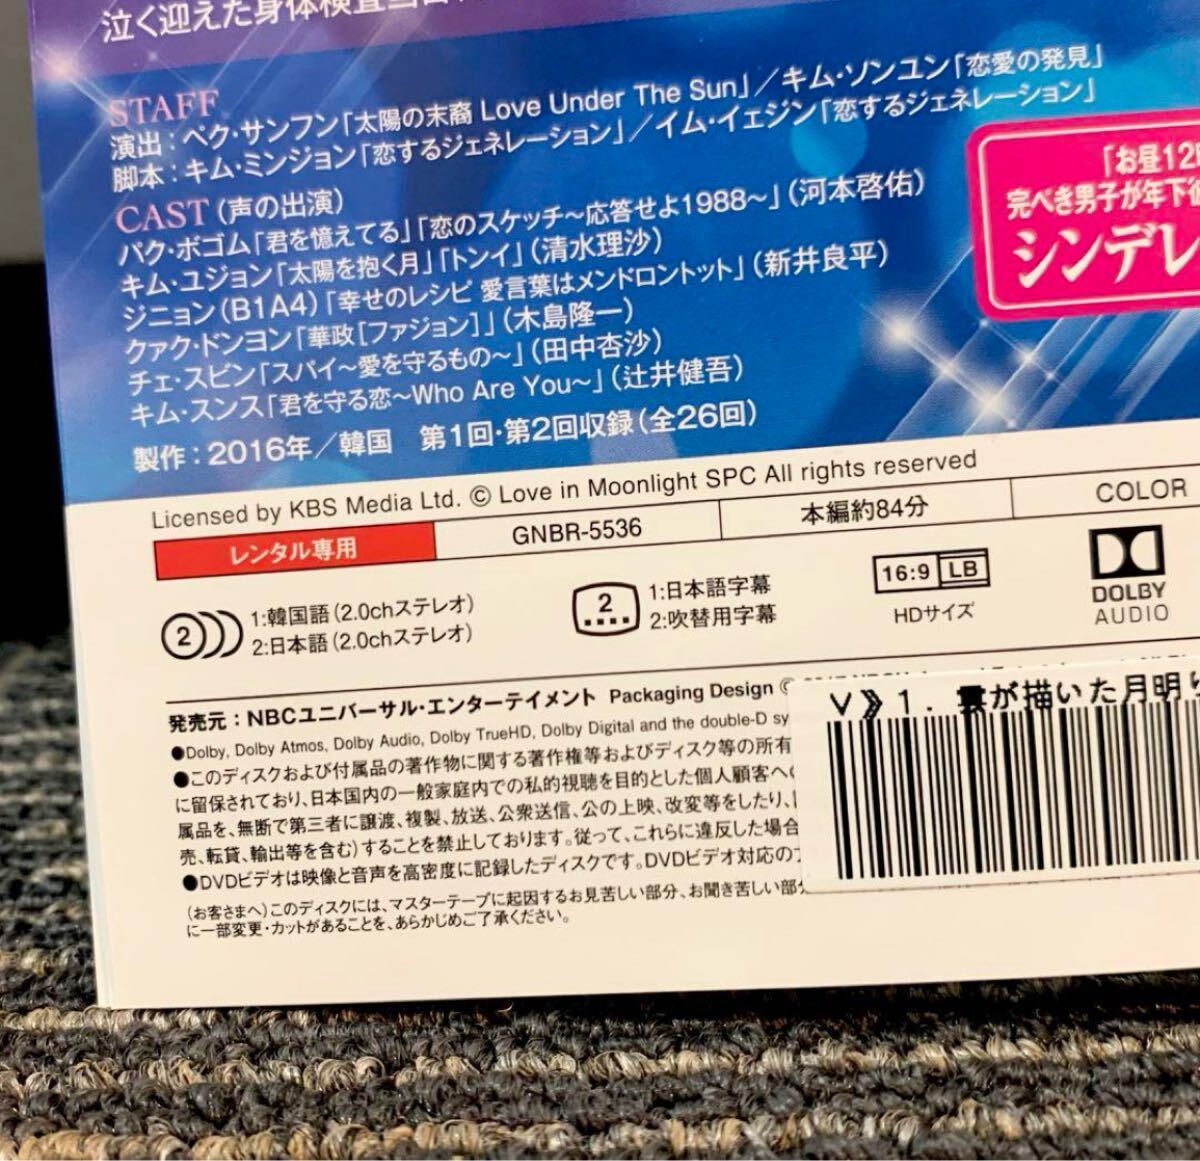 泣く迎えた身体検査当日
STAFF
演出：ペク・サンフン「太陽の末裔 Love Under The Sun」／キム・ソンユン「恋愛の発見」
脚本：キム・ミンジョン「恋するジェネレーション」／イム・イェジン「恋するジェネレーション」
CAST（声の出演）
パク・ボゴム「君を憶えてる」「恋のスケッチ〜応答せよ1988〜」（河本啓佑）
キム・ユジョン「太陽を抱く月」「トンイ」（清水理沙）
ジニョン（B1A4）「幸せのレシピ 愛言葉はメンドロントット」（新井良平）
クァク・ドンヨン「華政［ファジョン］」（木島隆一）
チェ・スビン「スパイ〜愛を守るもの〜」（田中杏沙）
キム・スンス「君を守る恋〜Who Are You〜」（辻井健吾）
製作：2016年／韓国 第1回・第2回収録（全26回）
「お昼12時
完ぺき男子が年下後
シンデレ
Licensed by KBS Media Ltd. © Love in Moonlight SPC All rights reserved
レンタル専用 GNBR-5536 本編約84分 COLOR
2 1:韓国語（2.0chステレオ）
2:日本語（2.0chステレオ）
2 1:日本語字幕
2:吹替用字幕
16:9 LB
HDサイズ
DOLBY
AUDIO
発売元：NBCユニバーサル・エンターテイメント Packaging Design ©
●Dolby, Dolby Atmos, Dolby Audio, Dolby TrueHD, Dolby Digital and the double-D sy
●このディスクおよび付属品の著作物に関する著作権等およびディスク等の所有
に留保されており、日本国内の一般家庭内での私的視聴を目的とした個人顧客への
属品を、無断で第三者に譲渡、複製、放送、公衆送信、公の上映、改変等をしたり、
売、転貸、輸出等を含む）することを禁止しております。従って、これらに違反した場合
●DVDビデオは映像と音声を高密度に記録したディスクです。DVDビデオ対応の
（お客さまへ）このディスクには、マスターテープに起因するお見苦しい部分、お聞き苦しい部分
に一部変更・カットがあることを、あらかじめご了承ください。
V》1．雲が描いた月明り